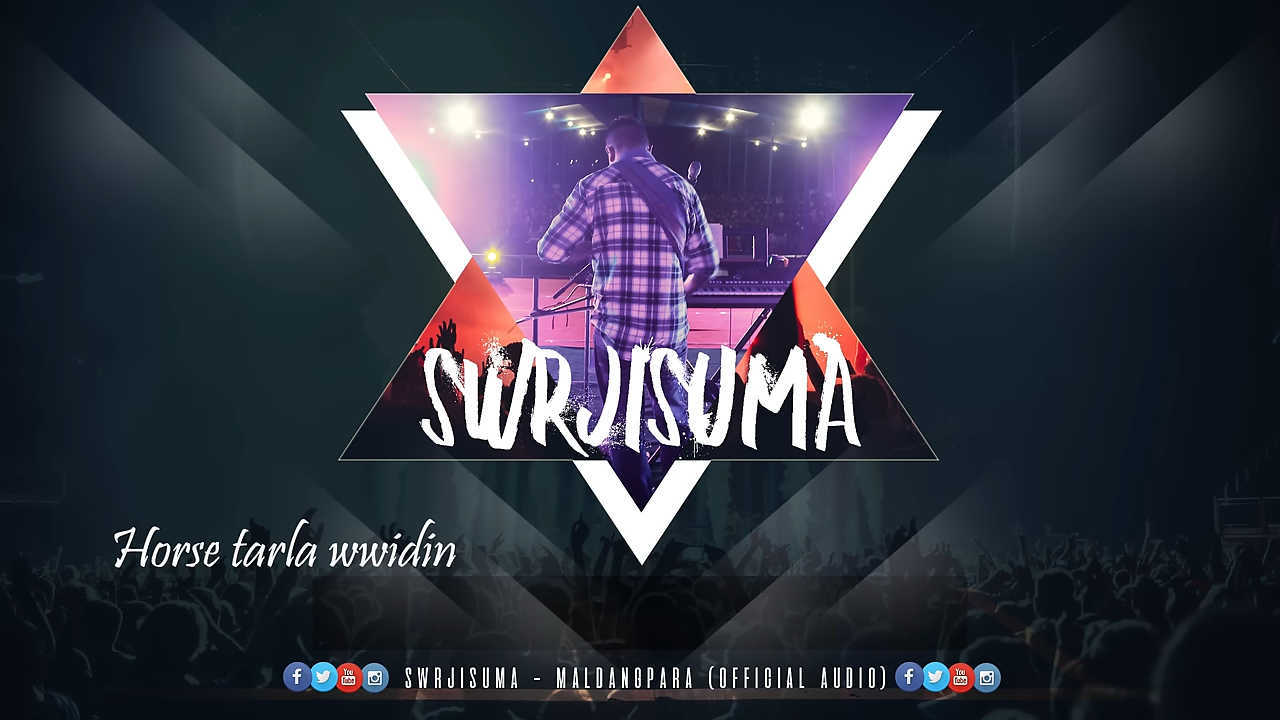 SWRJISUMA
Horse tarla wwidin
SWRJISUMA - MALDANGPARA (OFFICIAL AUDIO)